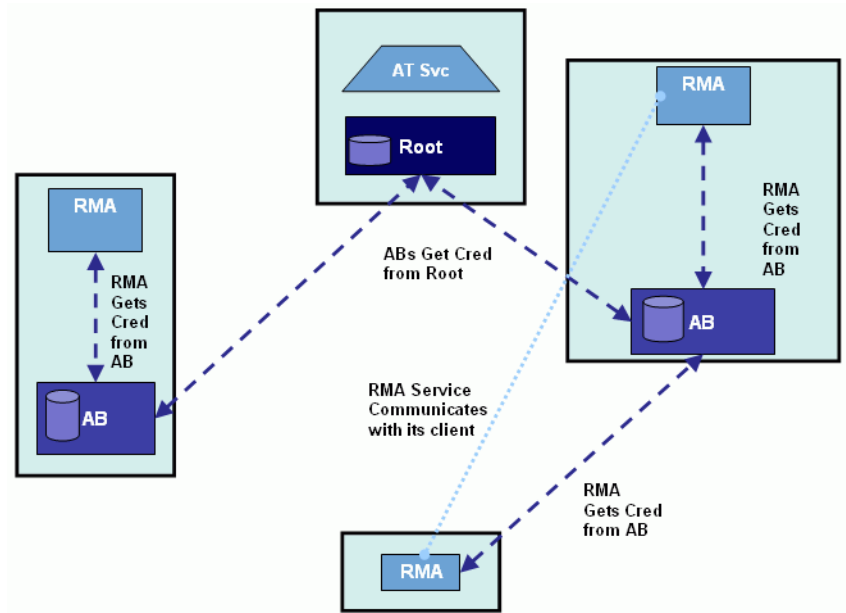 AT Svc
Root
RMA
RMA
Gets
Cred
from
AB
AB
RMA
RMA
Gets
Cred
from
AB
AB
ABs Get Cred
from Root
RMA Service
Communicates
with its client
RMA
Gets Cred
from AB
RMA